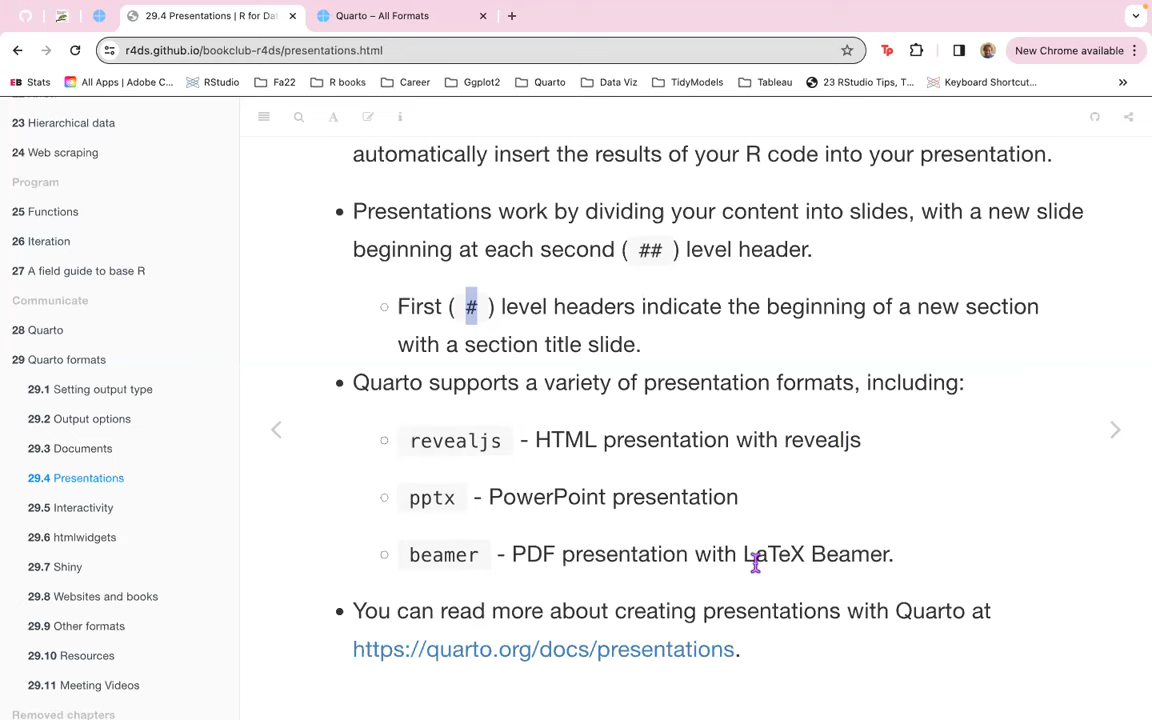 29.4 Presentations | R for Dat
Quarto – All Formats
r4ds.github.io/bookclub-r4ds/presentations.html
Tp
New Chrome available
EB Stats
All Apps | Adobe C...
RStudio
Fa22
R books
Career
Ggplot2
Quarto
Data Viz
TidyModels
Tableau
23 RStudio Tips, T...
Keyboard Shortcut...
»
23 Hierarchical data
24 Web scraping
Program
25 Functions
26 Iteration
27 A field guide to base R
Communicate
28 Quarto
29 Quarto formats
29.1 Setting output type
29.2 Output options
29.3 Documents
29.4 Presentations
29.5 Interactivity
29.6 htmlwidgets
29.7 Shiny
29.8 Websites and books
29.9 Other formats
29.10 Resources
29.11 Meeting Videos
Removed chapters
automatically insert the results of your R code into your presentation.
• Presentations work by dividing your content into slides, with a new slide
beginning at each second ( ## ) level header.
○ First ( # ) level headers indicate the beginning of a new section
with a section title slide.
• Quarto supports a variety of presentation formats, including:
○ revealjs - HTML presentation with revealjs
○ pptx - PowerPoint presentation
○ beamer - PDF presentation with LaTeX Beamer.
• You can read more about creating presentations with Quarto at
https://quarto.org/docs/presentations.